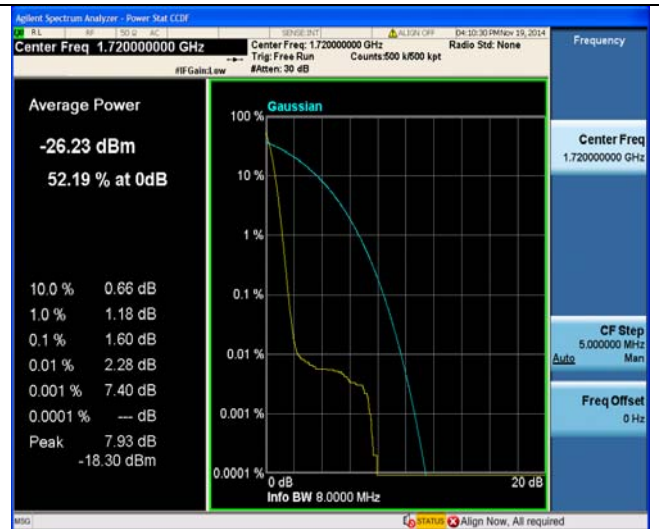 Agilent Spectrum Analyzer - Power Stat CCDF
RL RF 50 Ω AC SENSE:INT ALIGN OFF 04:10:30 PM Nov 19, 2014
Center Freq 1.720000000 GHz
Center Freq: 1.720000000 GHz Radio Std: None
Trig: Free Run Counts:500 k/500 kpt
#IFGain:Low #Atten: 30 dB
Frequency
Average Power
-26.23 dBm
52.19 % at 0dB
10.0 % 0.66 dB
1.0 % 1.18 dB
0.1 % 1.60 dB
0.01 % 2.28 dB
0.001 % 7.40 dB
0.0001 % --- dB
Peak 7.93 dB
-18.30 dBm
Gaussian
100 %
10 %
1 %
0.1 %
0.01 %
0.001 %
0.0001 %
0 dB 20 dB
Info BW 8.0000 MHz
Center Freq
1.720000000 GHz
CF Step
5.000000 MHz
Auto Man
Freq Offset
0 Hz
MSG STATUS Align Now, All required